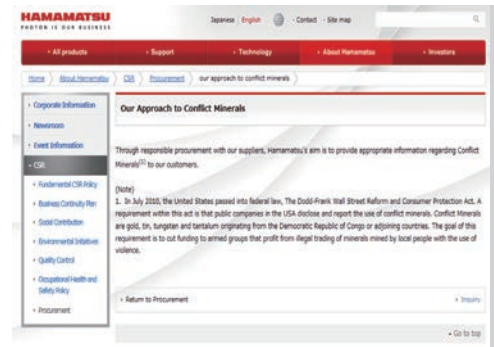 HAMAMATSU
PHOTON IS OUR BUSINESS
Japanese | English Contact Site map
All products Support Technology About Hamamatsu Investors
Home About Hamamatsu CSR Procurement our approach to conflict minerals
Corporate Information
Newsroom
Event Information
CSR
Fundamental CSR Policy
Business Continuity Plan
Social Contribution
Environmental Initiatives
Quality Control
Occupational Health and
Safety Policy
Procurement
Our Approach to Conflict Minerals
Through responsible procurement with our suppliers, Hamamatsu's aim is to provide appropriate information regarding Conflict
Minerals[1] to our customers.
(Note)
1. In July 2010, the United States passed into federal law, The Dodd-Frank Wall Street Reform and Consumer Protection Act. A
requirement within this act is that public companies in the USA disclose and report the use of conflict minerals. Conflict Minerals
are gold, tin, tungsten and tantalum originating from the Democratic Republic of Congo or adjoining countries. The goal of this
requirement is to cut funding to armed groups that profit from illegal trading of minerals mined by local people with the use of
violence.
Return to Procurement Inquiry
Go to top